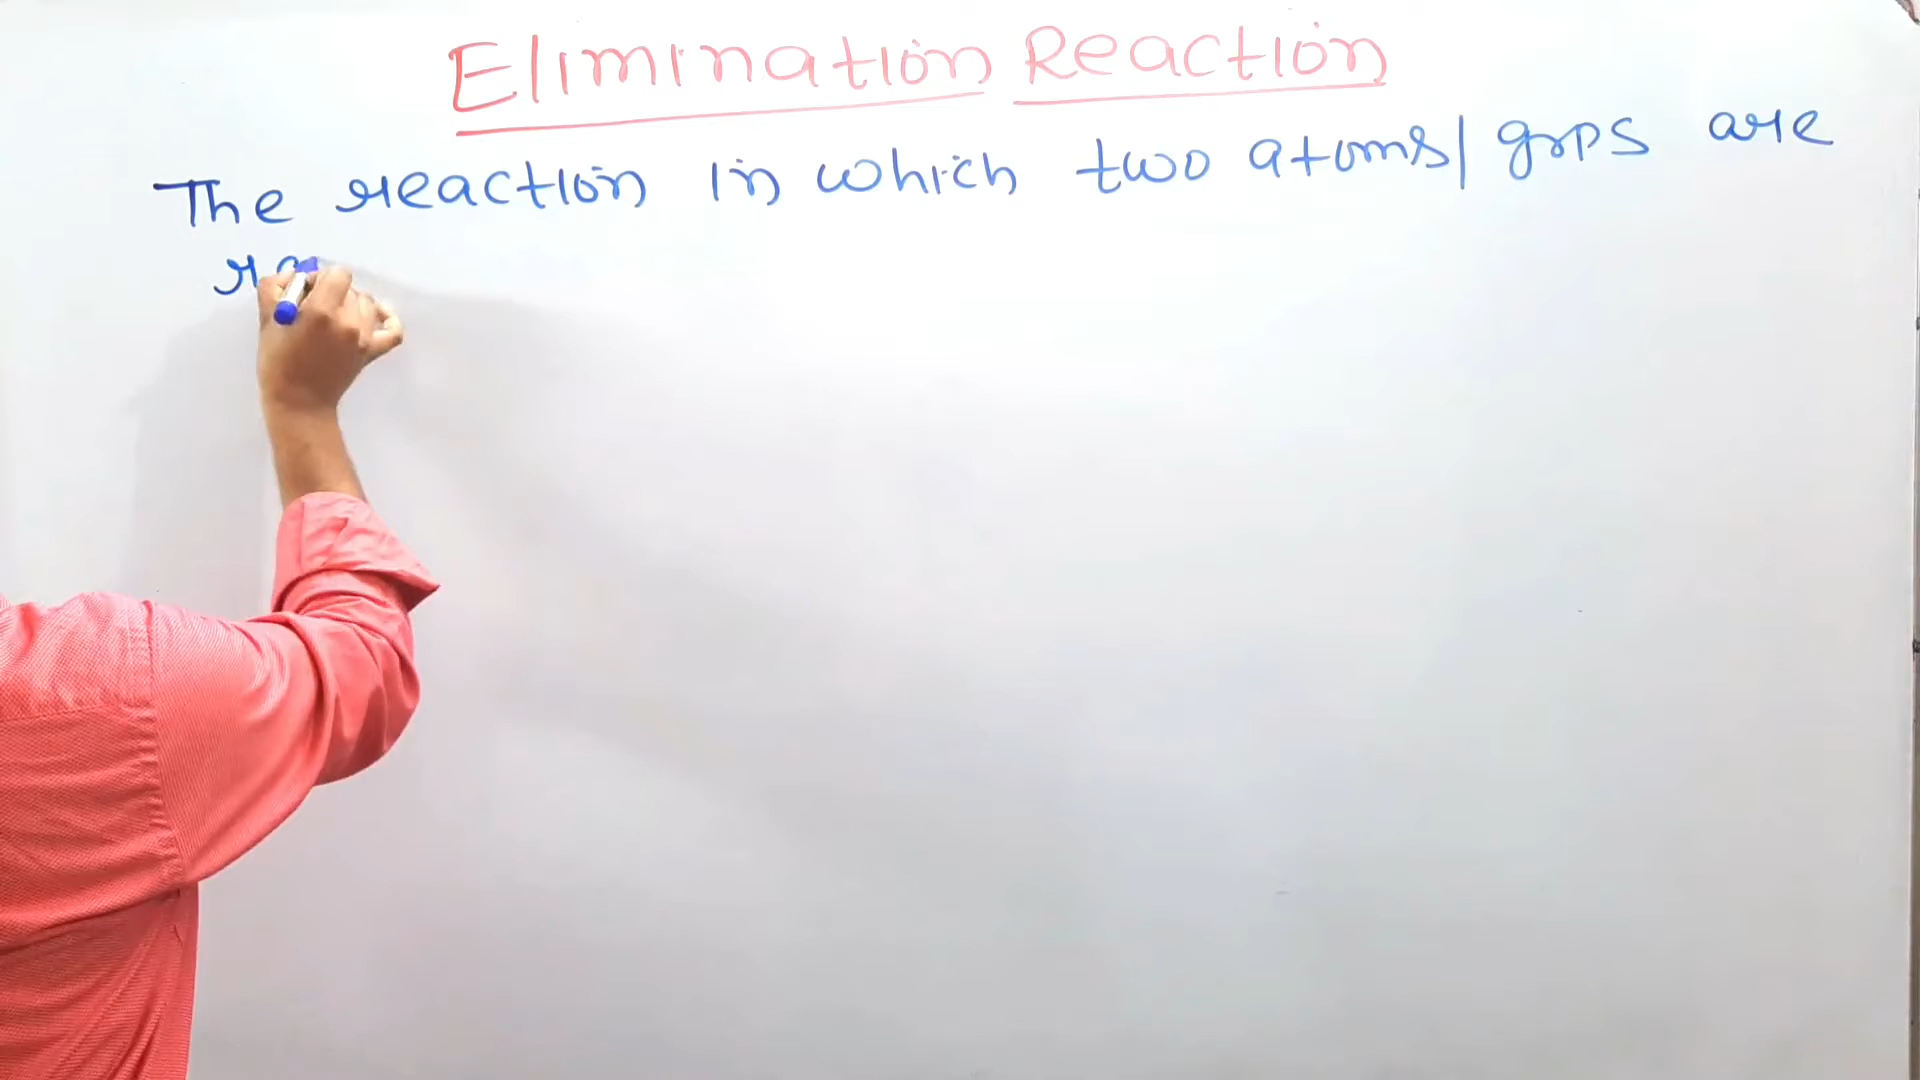 Elimination Reaction
The reaction in which two atoms/grps are